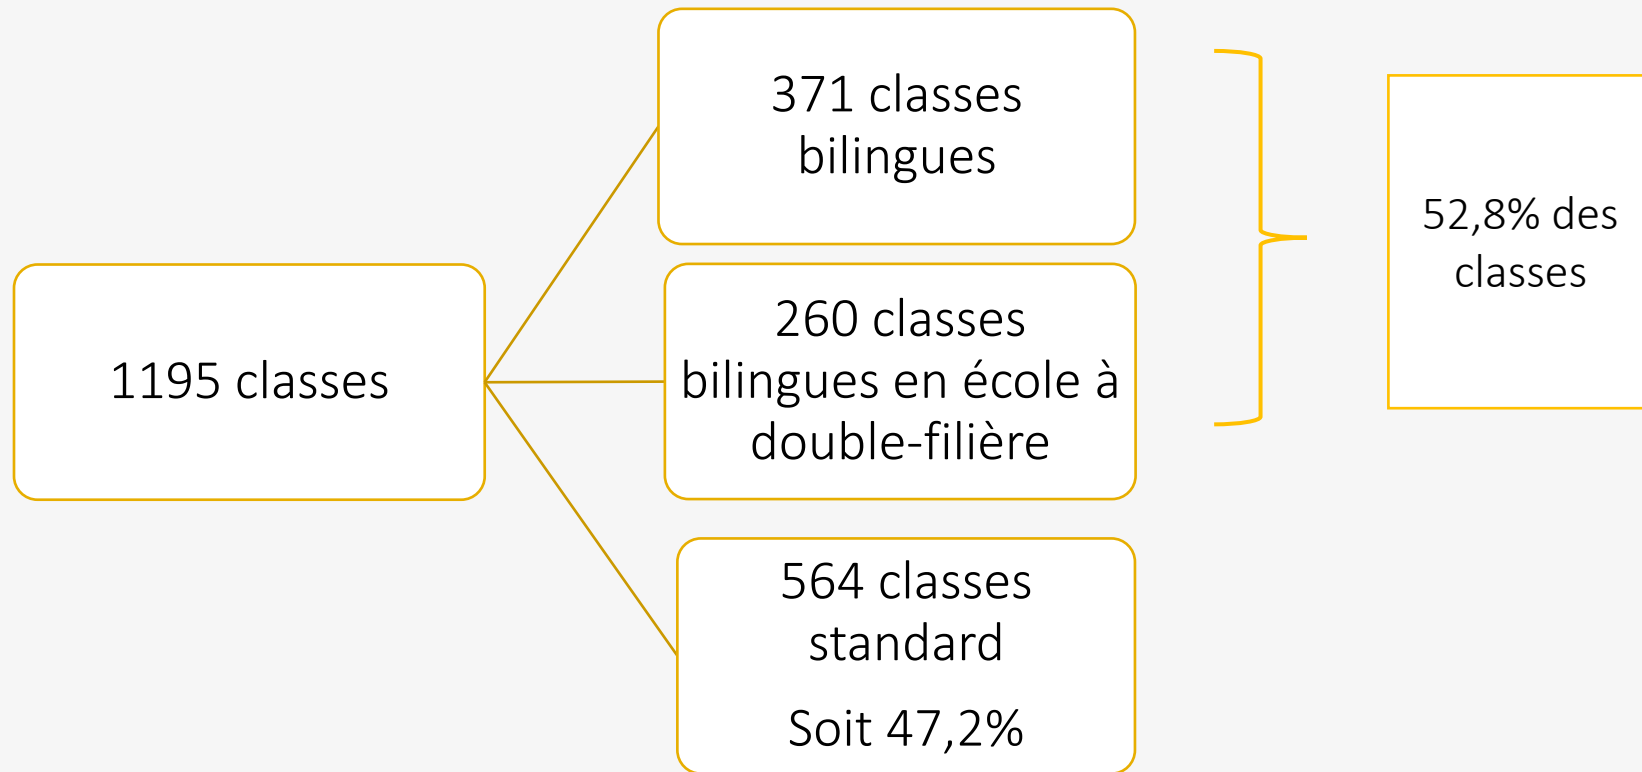 1195 classes
371 classes
bilingues
260 classes
bilingues en école à
double-filière
564 classes
standard
Soit 47,2%
52,8% des
classes